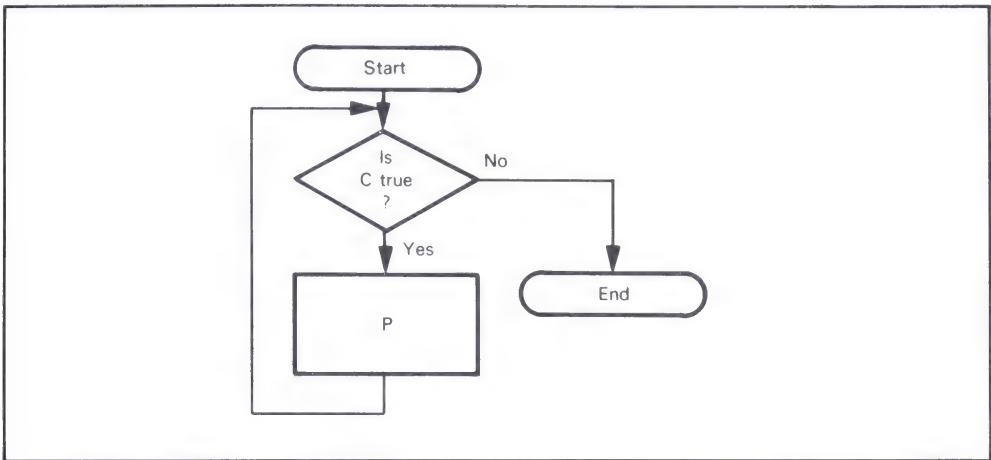 Start
Is
C true
?
No
Yes
P
End